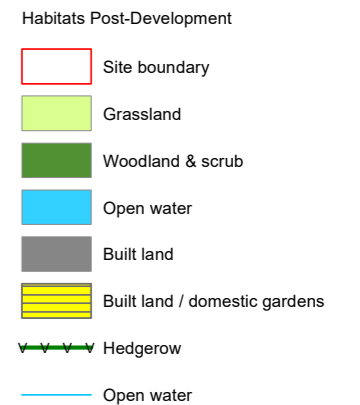 Habitats Post-Development
Site boundary
Grassland
Woodland & scrub
Open water
Built land
Built land / domestic gardens
Hedgerow
Open water